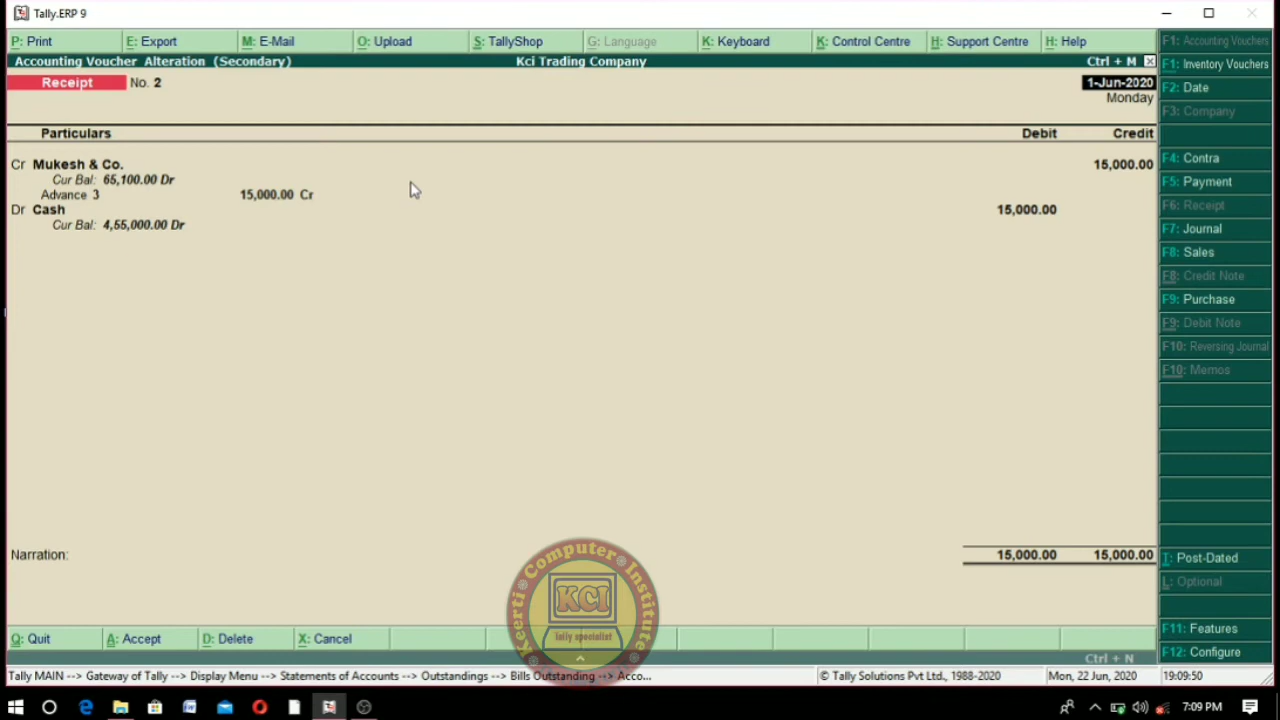 Tally.ERP 9
P: Print E: Export M: E-Mail O: Upload S: TallyShop G: Language K: Keyboard K: Control Centre H: Support Centre H: Help
Accounting Voucher Alteration (Secondary) Kci Trading Company Ctrl + M
Receipt No. 2 1-Jun-2020
Monday
Particulars Debit Credit
Cr Mukesh & Co. 15,000.00
Cur Bal: 65,100.00 Dr
Advance 3 15,000.00 Cr
Dr Cash 15,000.00
Cur Bal: 4,55,000.00 Dr
Narration: 15,000.00 15,000.00
F1: Accounting Vouchers
F1: Inventory Vouchers
F2: Date
F3: Company
F4: Contra
F5: Payment
F6: Receipt
F7: Journal
F8: Sales
F8: Credit Note
F9: Purchase
F9: Debit Note
F10: Reversing Journal
F10: Memos
T: Post-Dated
L: Optional
F11: Features
F12: Configure
Keerti Computer Institute
KCI
Tally specialist
Q: Quit A: Accept D: Delete X: Cancel
Ctrl + N
Tally MAIN --> Gateway of Tally --> Display Menu --> Statements of Accounts --> Outstandings --> Bills Outstanding --> Acco... © Tally Solutions Pvt Ltd., 1988-2020 Mon, 22 Jun, 2020 19:09:50
7:09 PM